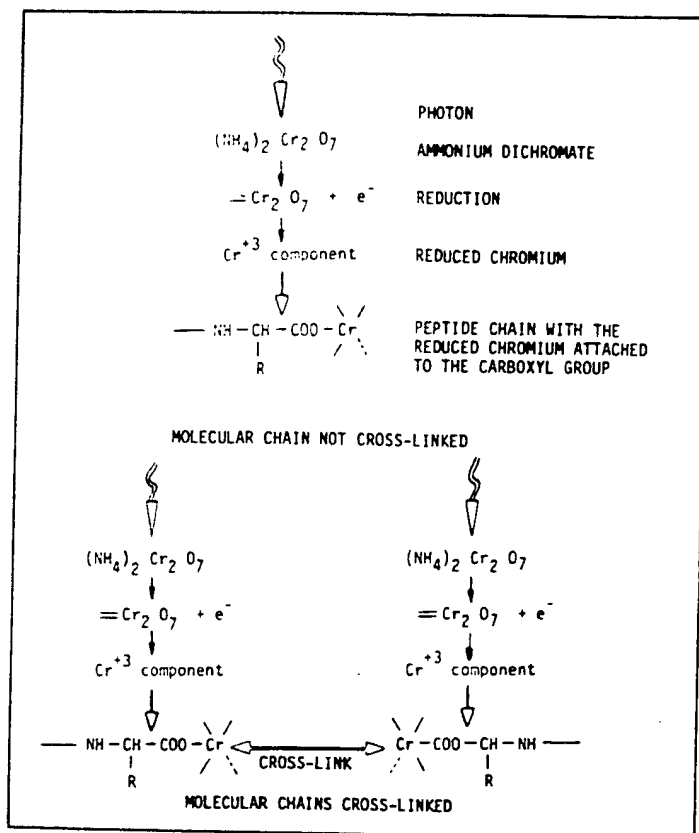 PHOTON
(NH4)2 Cr2 O7 AMMONIUM DICHROMATE
=Cr2 O7 + e- REDUCTION
Cr+3 component REDUCED CHROMIUM
— NH — CH — COO — Cr PEPTIDE CHAIN WITH THE
REDUCED CHROMIUM ATTACHED
R TO THE CARBOXYL GROUP
MOLECULAR CHAIN NOT CROSS-LINKED
(NH4)2 Cr2 O7 (NH4)2 Cr2 O7
=Cr2 O7 + e- =Cr2 O7 + e-
Cr+3 component Cr+3 component
— NH — CH — COO — Cr Cr — COO — CH — NH —
CROSS-LINK
R R
MOLECULAR CHAINS CROSS-LINKED